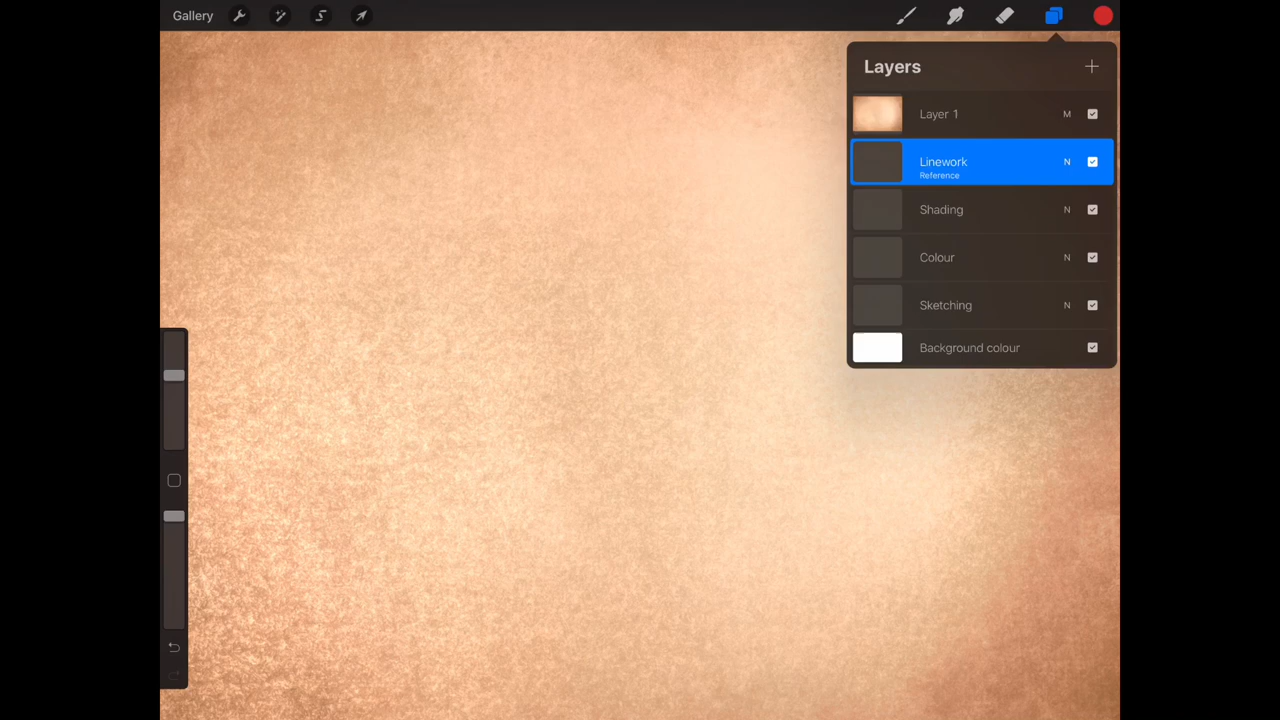 Gallery
Layers
Layer 1 M
Linework N
Reference
Shading N
Colour N
Sketching N
Background colour